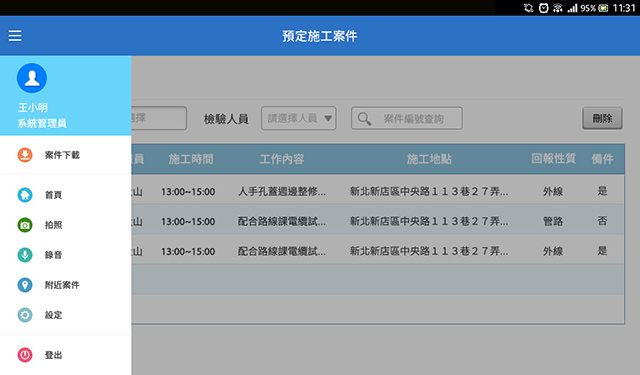 95% 11:31
預定施工案件
王小明
系統管理員
案件下載
首頁
拍照
錄音
附近案件
設定
登出
選擇 檢驗人員 請選擇人員 案件編號查詢 刪除
員 施工時間 工作內容 施工地點 回報性質 備件
山 13:00~15:00 人手孔蓋週邊整修... 新北新店區中央路１１３巷２７弄... 外線 是
山 13:00~15:00 配合路線課電纜試... 新北新店區中央路１１３巷２７弄... 管路 否
山 13:00~15:00 配合路線課電纜試... 新北新店區中央路１１３巷２７弄... 外線 是